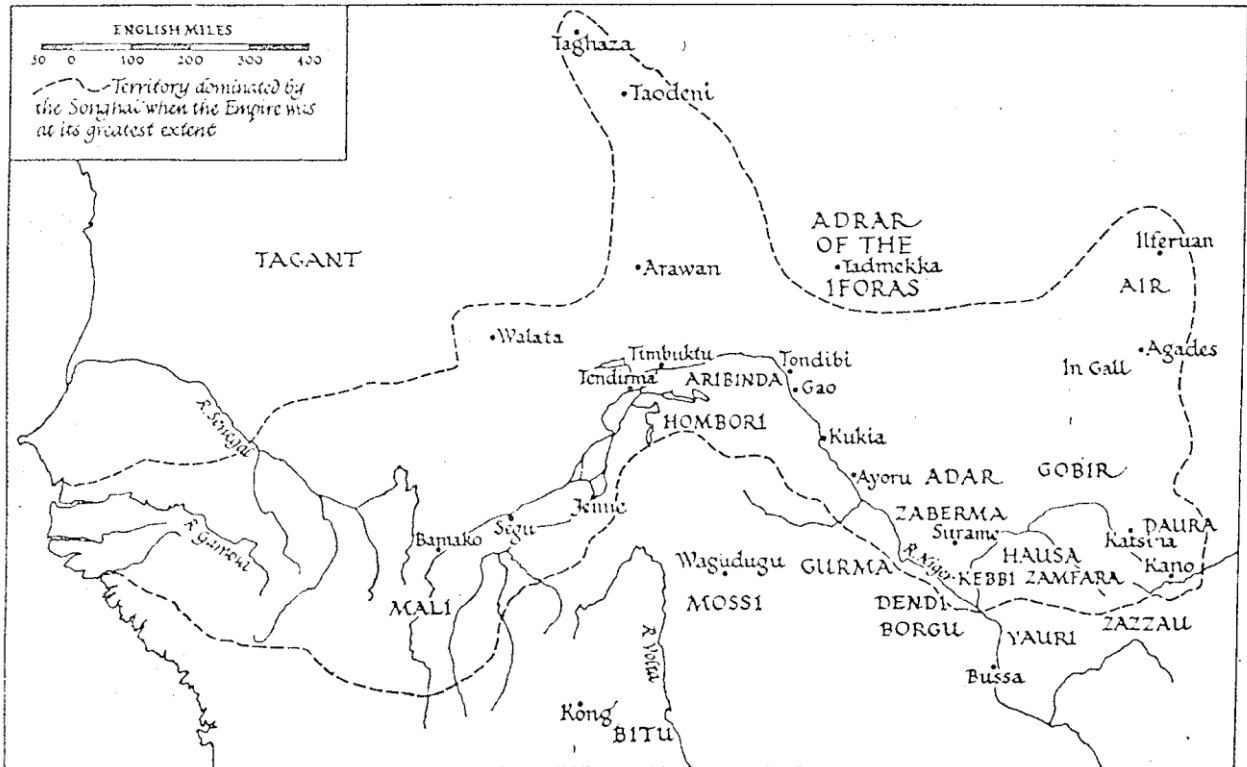 ENGLISH MILES
50 0 100 200 300 400
Territory dominated by
the Songhai when the Empire was
at its greatest extent
Taghaza
Taodeni
TAGANT
ADRAR
OF THE
Tadmekka
IFORAS
Ilferuan
AIR
Arawan
Walata
Timbuktu
Tondibi
Agades
In Gall
Tendirma
ARIBINDA
Gao
HOMBORI
R. Senegal
Kukia
Ayoru
ADAR
GOBIR
Jenne
Segu
R. Gambia
Bamako
ZABERMA
Surame
Katsina
DAURA
HAUSA
Kano
R. Niger
KEBBI
ZAMFARA
Wagudugu
GURMA
MALI
MOSSI
DENDI
BORGU
YAURI
ZAZZAU
R. Volta
Bussa
Kong
BITU